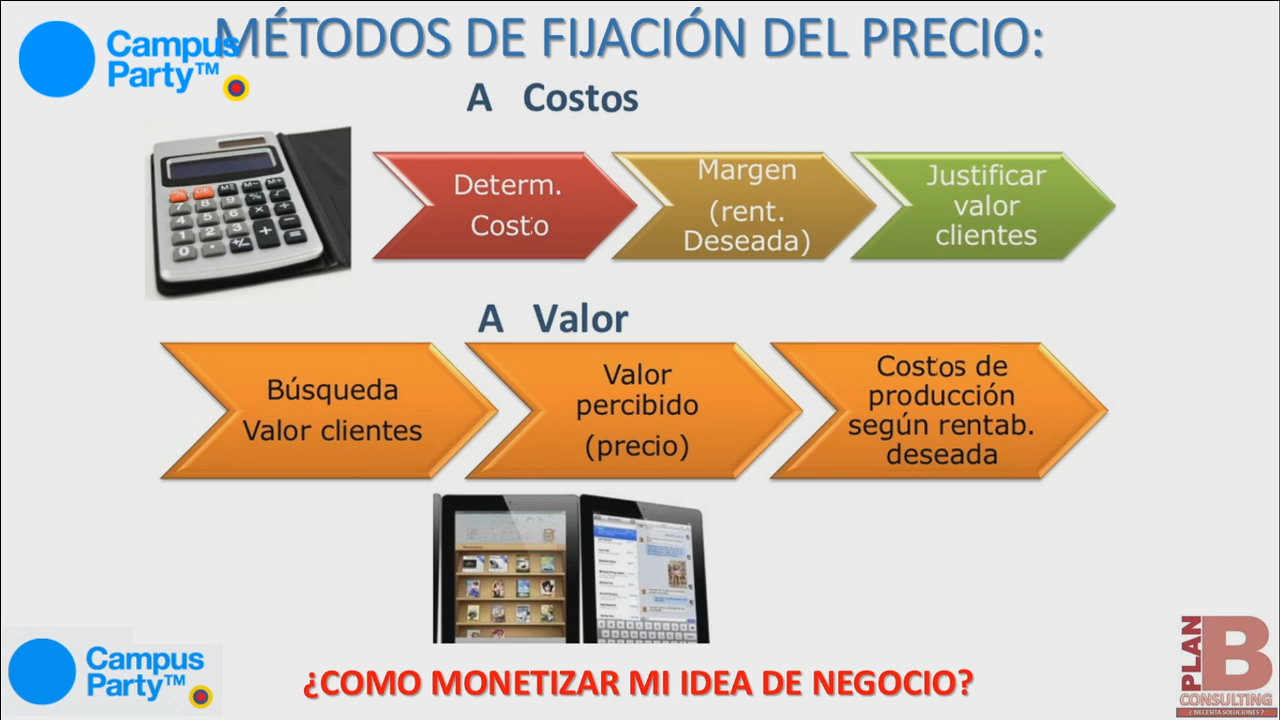 MÉTODOS DE FIJACIÓN DEL PRECIO:
Campus
Party™
A Costos
Determ.
Costo
Margen
(rent.
Deseada)
Justificar
valor
clientes
A Valor
Búsqueda
Valor clientes
Valor
percibido
(precio)
Costos de
producción
según rentab.
deseada
Campus
Party™
¿COMO MONETIZAR MI IDEA DE NEGOCIO?
PLAN
B
CONSULTING
¿ NECESITA SOLUCIONES ?